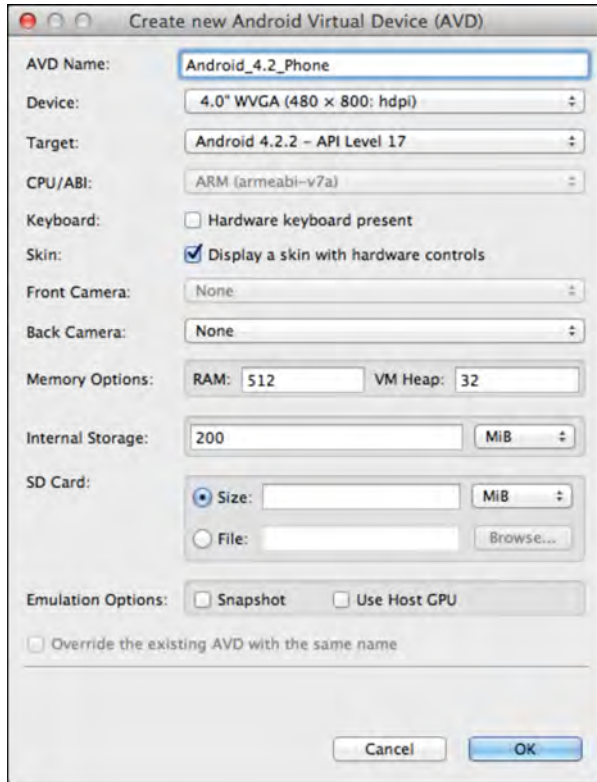 Create new Android Virtual Device (AVD)
AVD Name: Android_4.2_Phone
Device: 4.0" WVGA (480 × 800: hdpi)
Target: Android 4.2.2 – API Level 17
CPU/ABI: ARM (armeabi-v7a)
Keyboard: Hardware keyboard present
Skin: Display a skin with hardware controls
Front Camera: None
Back Camera: None
Memory Options: RAM: 512 VM Heap: 32
Internal Storage: 200 MiB
SD Card:
Size: MiB
File: Browse...
Emulation Options: Snapshot Use Host GPU
Override the existing AVD with the same name
Cancel OK